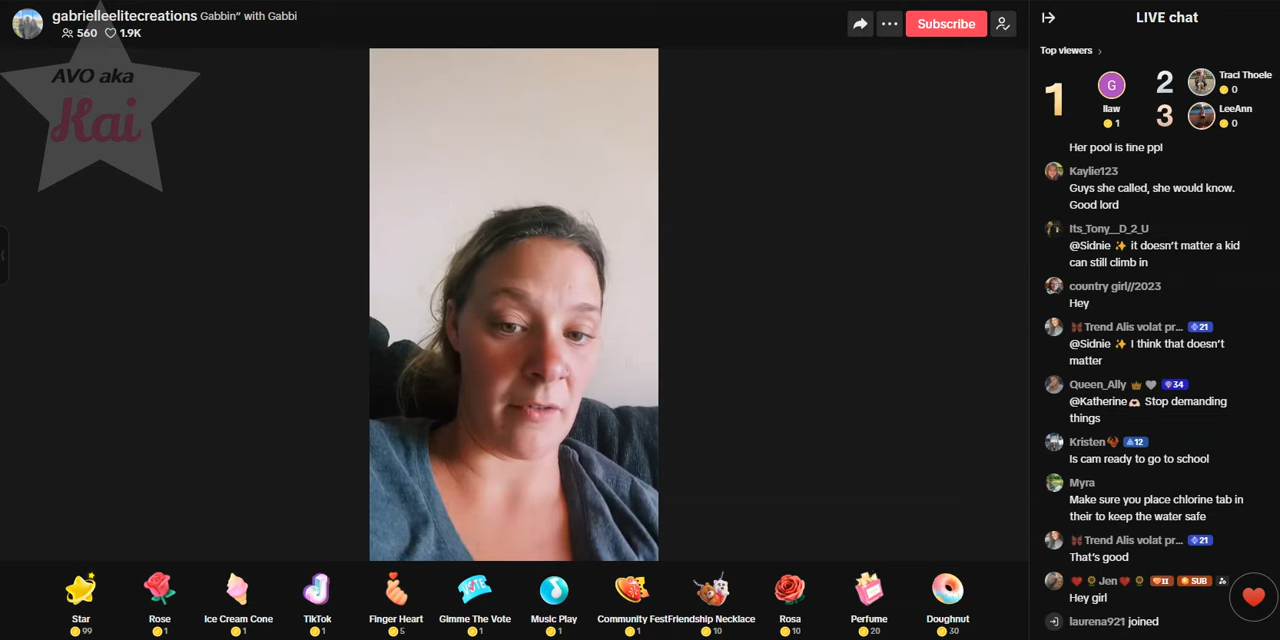 gabrielleelitecreations Gabbin" with Gabbi
560 1.9K
Subscribe
AVO aka
Kai
LIVE chat
Top viewers
1
G
llaw
1
2
Traci Thoele
0
3
LeeAnn
0
Her pool is fine ppl
Kaylie123
Guys she called, she would know.
Good lord
Its_Tony__D_2_U
@Sidnie ✨ it doesn't matter a kid
can still climb in
country girl//2023
Hey
Trend Alis volat pr... 21
@Sidnie ✨ I think that doesn't
matter
Queen_Ally 34
@Katherine Stop demanding
things
Kristen 12
Is cam ready to go to school
Myra
Make sure you place chlorine tab in
their to keep the water safe
Trend Alis volat pr... 21
That's good
Jen II SUB
Hey girl
laurena921 joined
VOTE
Star Rose Ice Cream Cone TikTok Finger Heart Gimme The Vote Music Play Community Fest Friendship Necklace Rosa Perfume Doughnut
99 1 1 1 5 1 1 1 10 10 20 30